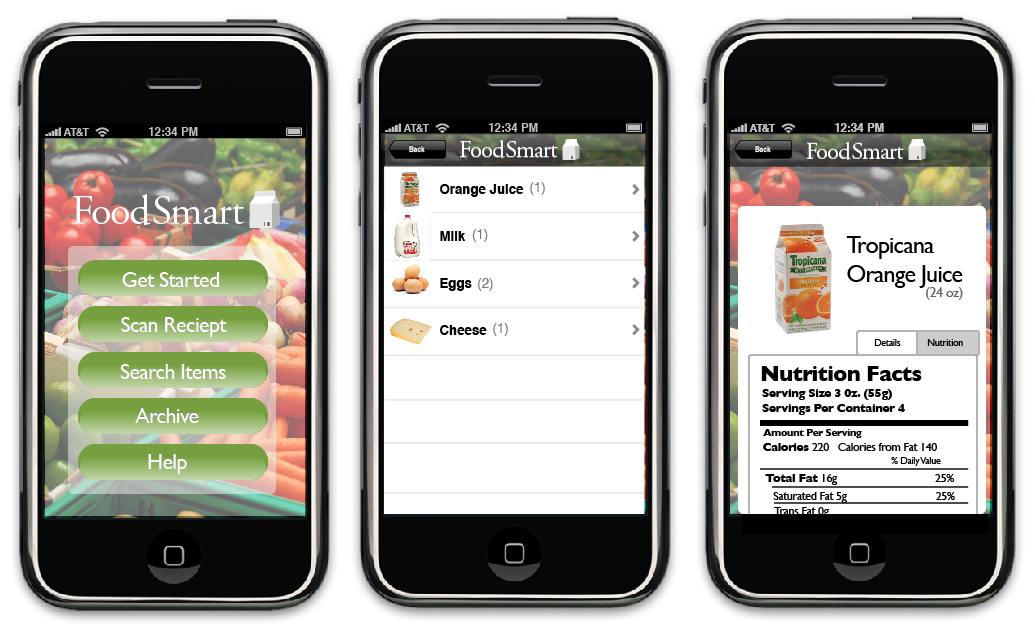 AT&T 12:34 PM
FoodSmart
Get Started
Scan Reciept
Search Items
Archive
Help
AT&T 12:34 PM
Back FoodSmart
Orange Juice (1)
Milk (1)
Eggs (2)
Cheese (1)
AT&T 12:34 PM
Back FoodSmart
Tropicana
Tropicana
Orange Juice
(24 oz)
Details Nutrition
Nutrition Facts
Serving Size 3 0z. (55g)
Servings Per Container 4
Amount Per Serving
Calories 220 Calories from Fat 140
% Daily Value
Total Fat 16g 25%
Saturated Fat 5g 25%
Trans Fat 0g